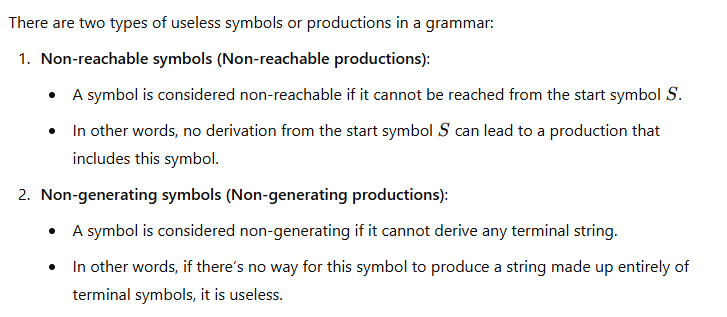 There are two types of useless symbols or productions in a grammar:
1. Non-reachable symbols (Non-reachable productions):
• A symbol is considered non-reachable if it cannot be reached from the start symbol S.
• In other words, no derivation from the start symbol S can lead to a production that
includes this symbol.
2. Non-generating symbols (Non-generating productions):
• A symbol is considered non-generating if it cannot derive any terminal string.
• In other words, if there's no way for this symbol to produce a string made up entirely of
terminal symbols, it is useless.